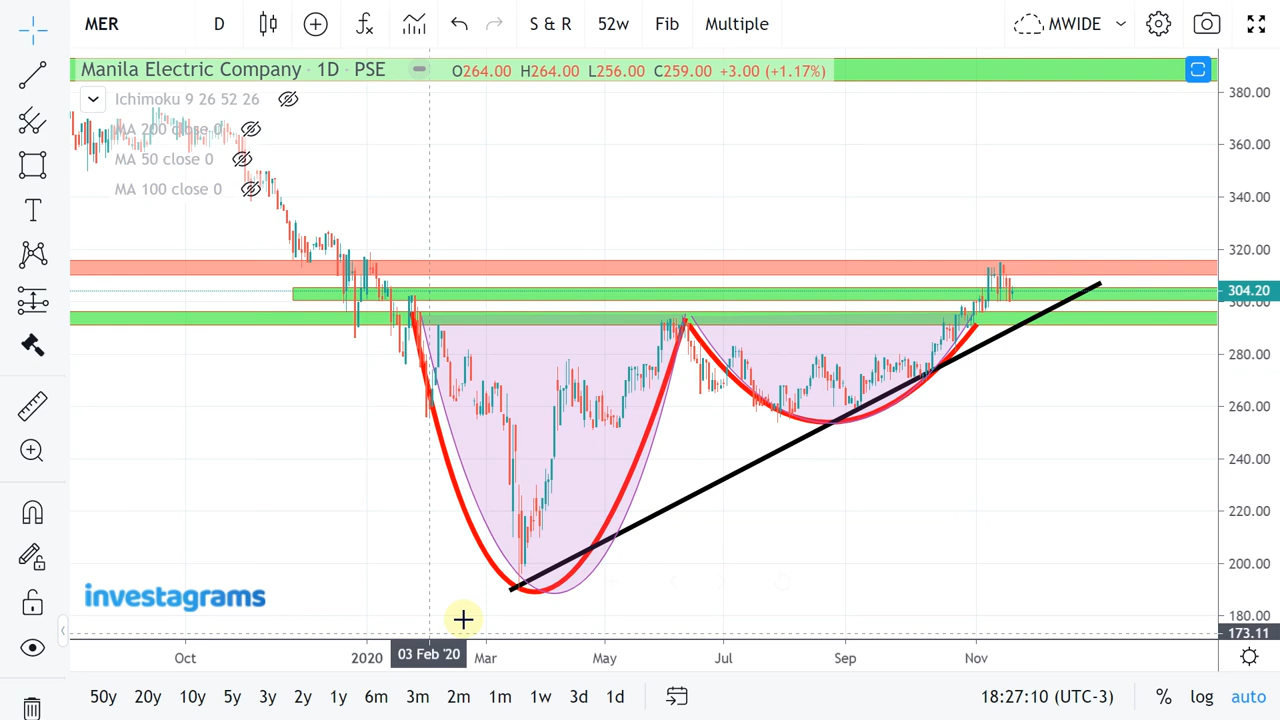 MER D S & R 52w Fib Multiple MWIDE
Manila Electric Company · 1D · PSE O264.00 H264.00 L256.00 C259.00 +3.00 (+1.17%)
Ichimoku 9 26 52 26
MA 200 close 0
MA 50 close 0
MA 100 close 0
380.00
360.00
340.00
320.00
304.20
300.00
280.00
260.00
240.00
220.00
200.00
180.00
173.11
investagrams
Oct 2020 03 Feb '20 Mar May Jul Sep Nov
50y 20y 10y 5y 3y 2y 1y 6m 3m 2m 1m 1w 3d 1d 18:27:10 (UTC-3) % log auto